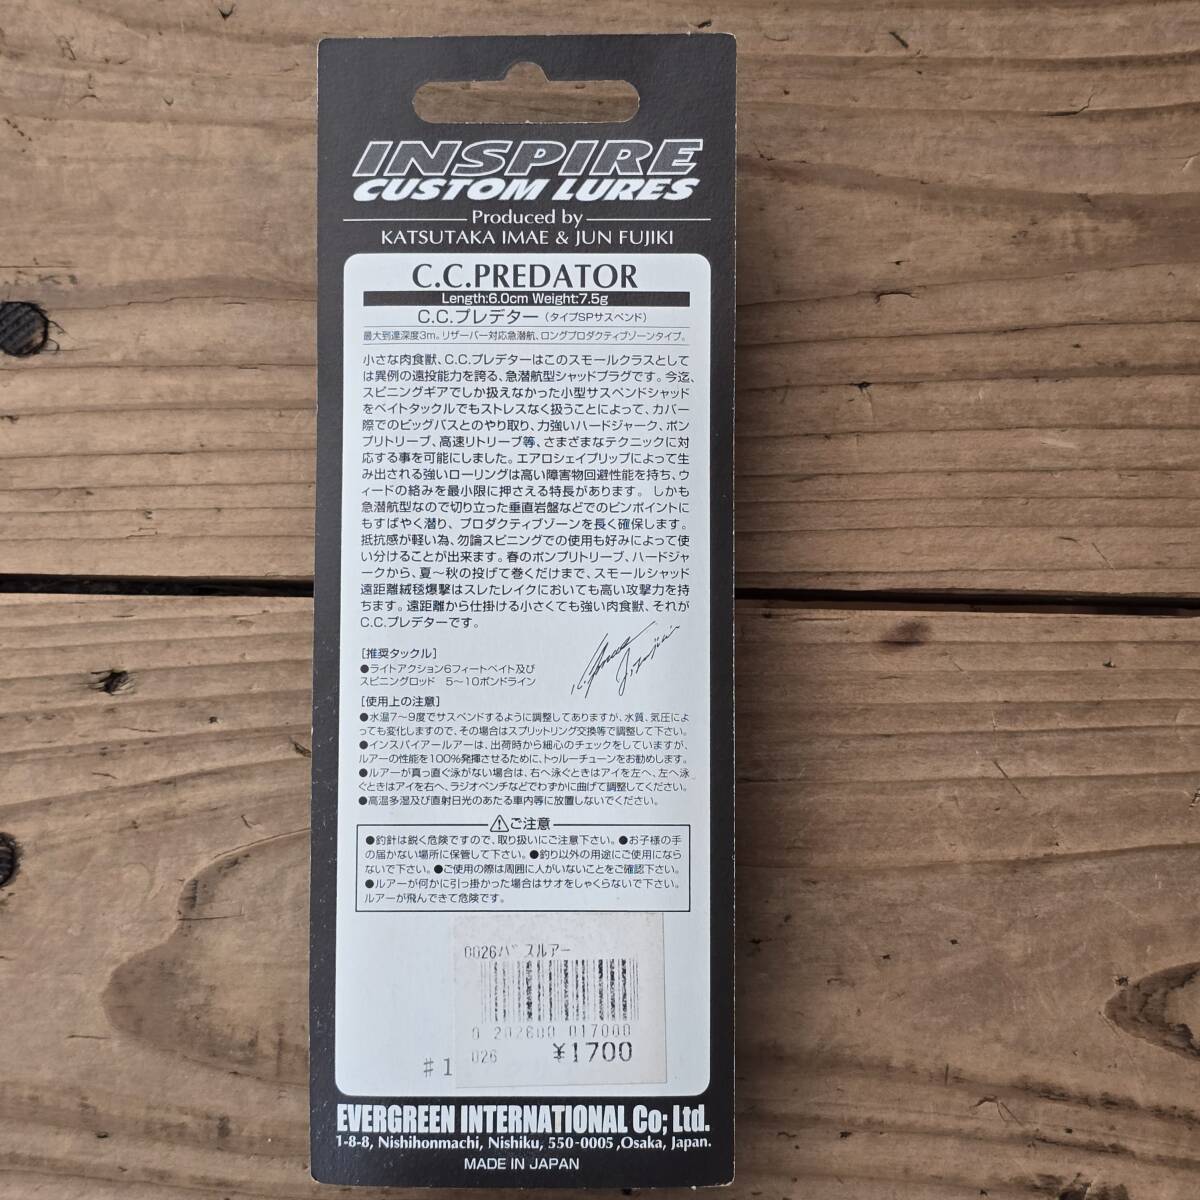 INSPIRE
CUSTOM LURES
Produced by
KATSUTAKA IMAE & JUN FUJIKI
C.C.PREDATOR
Length:6.0cm Weight:7.5g
C.C.プレデター（タイプSPサスペンド）
最大到達深度3m。リザーバー対応急潜航、ロングプロダクティブゾーンタイプ。
小さな肉食獣、C.C.プレデターはこのスモールクラスとして
は異例の遠投能力を誇る、急潜航型シャッドプラグです。今迄、
スピニングギアでしか扱えなかった小型サスペンドシャッド
をベイトタックルでもストレスなく扱うことによって、カバー
際でのビッグバスとのやり取り、力強いハードジャーク、ポン
プリトリーブ、高速リトリーブ等、さまざまなテクニックに対
応する事を可能にしました。エアロシェイプリップによって生
み出される強いローリングは高い障害物回避性能を持ち、ウ
ィードの絡みを最小限に押さえる特長があります。しかも
急潜航型なので切り立った垂直岩盤などでのピンポイントに
もすばやく潜り、プロダクティブゾーンを長く確保します。
抵抗感が軽い為、勿論スピニングでの使用も好みによって使
い分けることが出来ます。春のポンプリトリーブ、ハードジャ
ークから、夏〜秋の投げて巻くだけまで、スモールシャッド
遠距離絨毯爆撃はスレたレイクにおいても高い攻撃力を持
ちます。遠距離から仕掛ける小さくても強い肉食獣、それが
C.C.プレデターです。
［推奨タックル］
●ライトアクション6フィートベイト及び
スピニングロッド 5〜10ポンドライン
［使用上の注意］
●水温7〜9度でサスペンドするように調整してありますが、水質、気圧によ
っても変化しますので、その場合はスプリットリング交換等で調整して下さい。
●インスパイアールアーは、出荷時から細心のチェックをしていますが、
ルアーの性能を100%発揮させるために、トゥルーチューンをお勧めします。
●ルアーが真っ直ぐ泳がない場合は、右へ泳ぐときはアイを左へ、左へ泳
ぐときはアイを右へ、ラジオペンチなどでわずかに曲げて調整してください。
●高温多湿及び直射日光のあたる車内等に放置しないでください。
⚠ご注意
●釣針は鋭く危険ですので、取り扱いにご注意下さい。●お子様の手
の届かない場所に保管して下さい。●釣り以外の用途にご使用になら
ないで下さい。●ご使用の際は周囲に人がいないことをご確認下さい。
●ルアーが何かに引っ掛かった場合はサオをしゃくらないで下さい。
ルアーが飛んできて危険です。
0026バスルアー
0 202600 017000
026 ¥1700
#1
EVERGREEN INTERNATIONAL Co; Ltd.
1-8-8, Nishihonmachi, Nishiku, 550-0005 ,Osaka, Japan.
MADE IN JAPAN